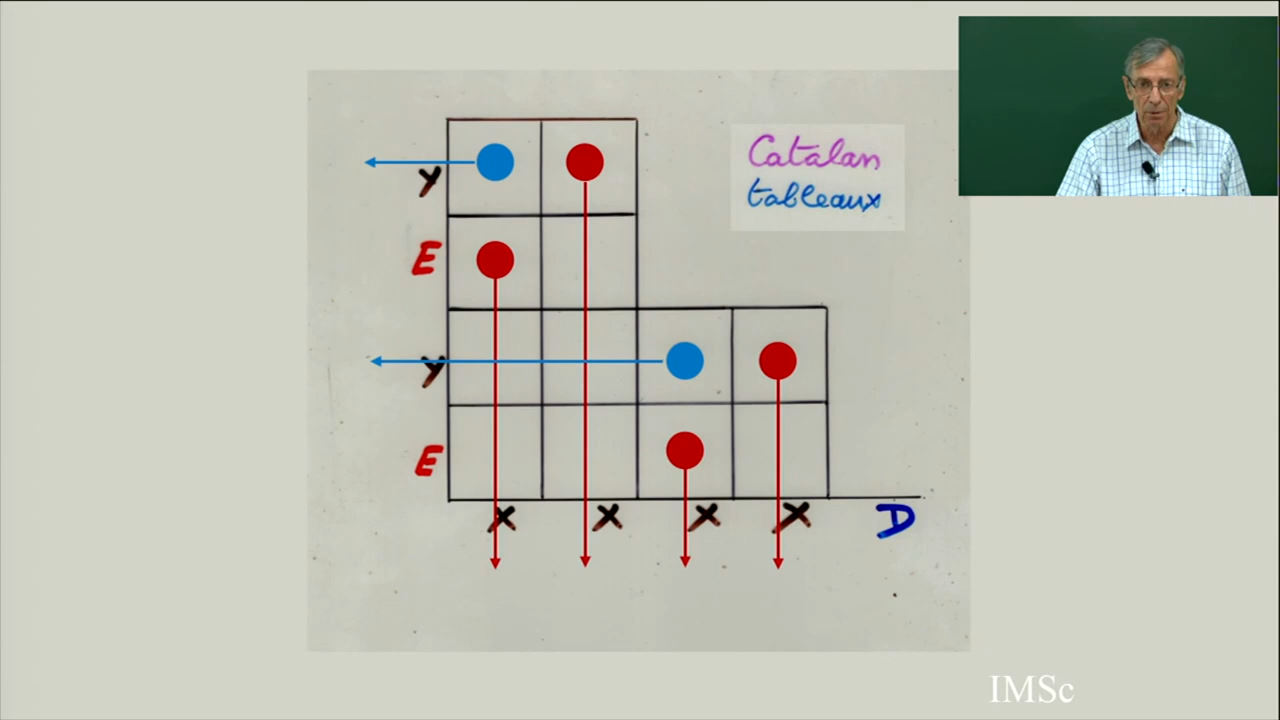 Catalan
tableaux
Y
E
Y
E
X X X X D
IMSc